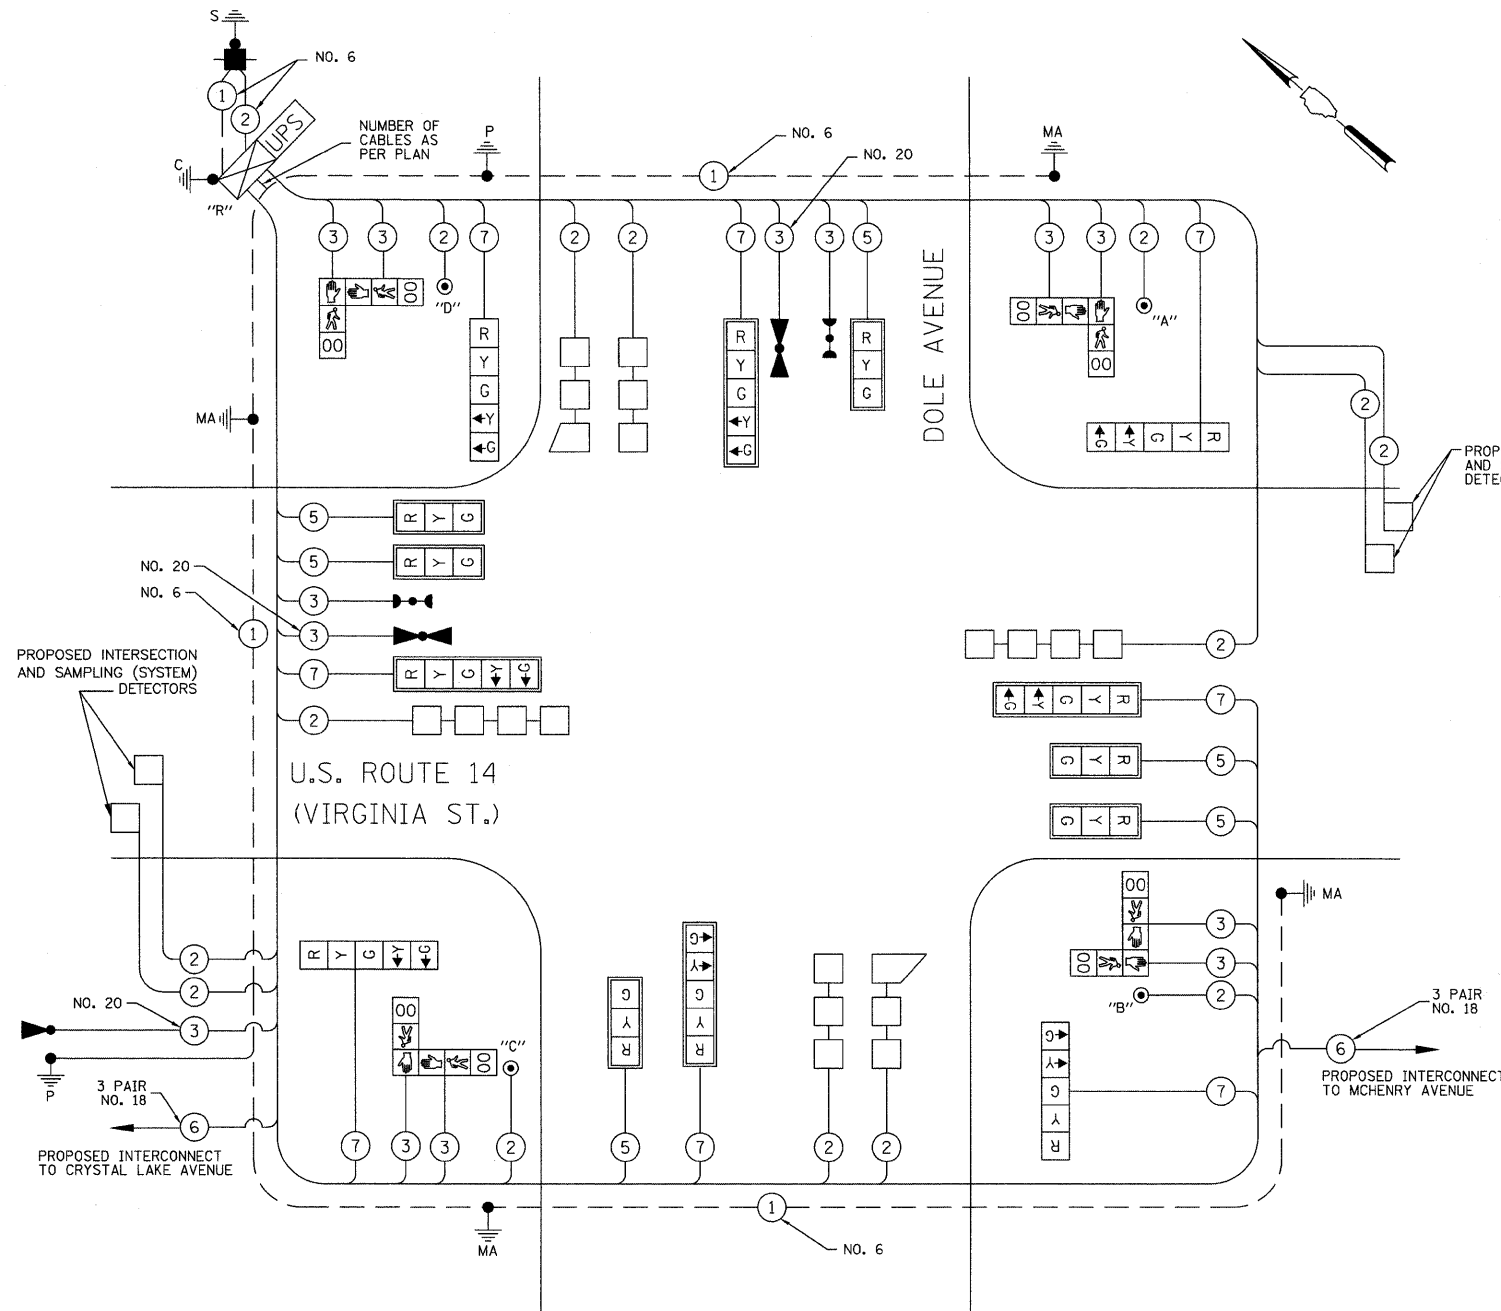 S
NO. 6
1
2
UPS
NUMBER OF
CABLES AS
PER PLAN
P
NO. 6
MA
NO. 20
1
C
"R"
3 3 2 7 2 2 7 3 3 5 3 3 2 7
00
"D"
00
R
Y
G
Y
G
R
Y
G
Y
G
R
Y
G
DOLE AVENUE
00
"A"
00
G Y G Y R
MA
2
2
PROP
AND
DETE
5
R Y G
5
R Y G
NO. 20
NO. 6
3
1
3
7
R Y G Y G
2
2
PROPOSED INTERSECTION
AND SAMPLING (SYSTEM)
DETECTORS
G Y G Y R
7
G Y R
5
G Y R
5
U.S. ROUTE 14
(VIRGINIA ST.)
00
3
MA
00
3
"B"
2
3 PAIR
NO. 18
6
PROPOSED INTERCONNECT
TO MCHENRY AVENUE
G
Y
G
Y
R
7
2
2
NO. 20
3
P
3 PAIR
NO. 18
6
PROPOSED INTERCONNECT
TO CRYSTAL LAKE AVENUE
R Y G Y G
00
00
"C"
G
Y
R
G
Y
G
Y
R
7 3 3 2 5 7 2 2
1
MA
NO. 6